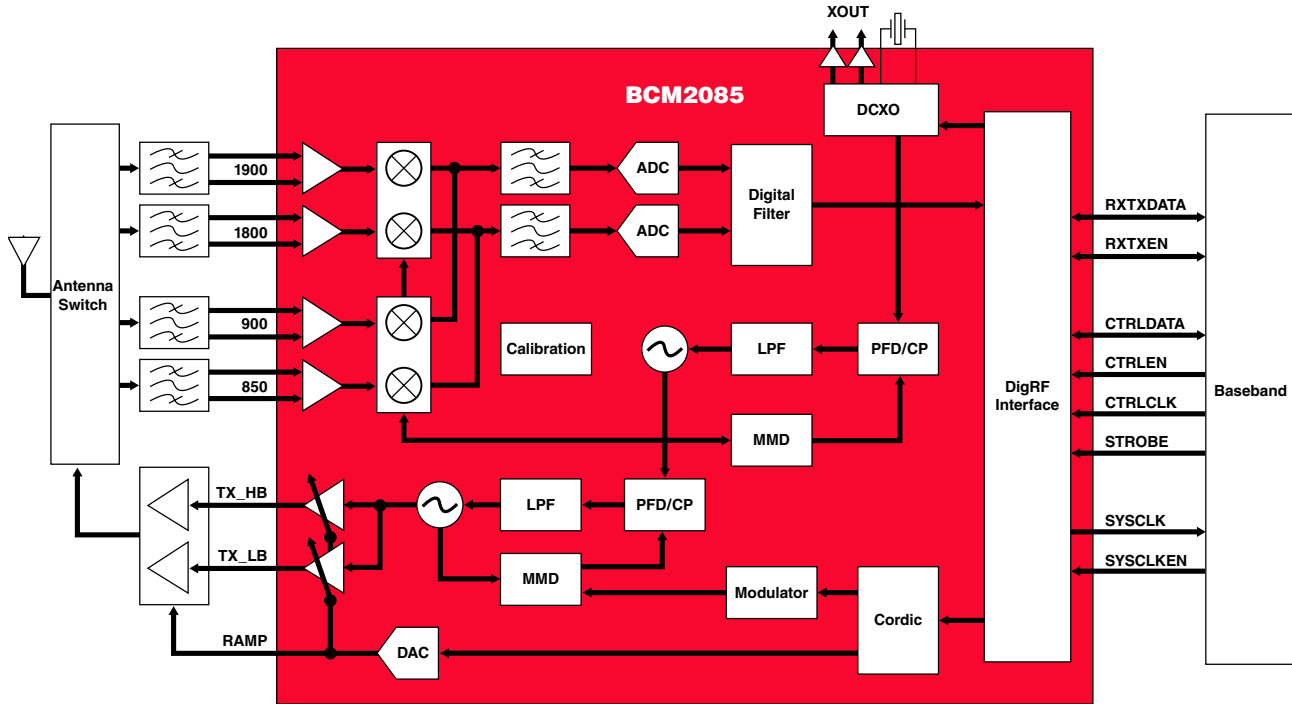 XOUT
BCM2085
DCXO
1900
ADC
Digital
Filter
1800
ADC
RXTXDATA
RXTXEN
Antenna
Switch
900
Calibration
LPF
PFD/CP
CTRLDATA
850
CTRLEN
DigRF
Interface
Baseband
CTRLCLK
MMD
STROBE
TX_HB
LPF
PFD/CP
SYSCLK
TX_LB
MMD
SYSCLKEN
Modulator
Cordic
RAMP
DAC